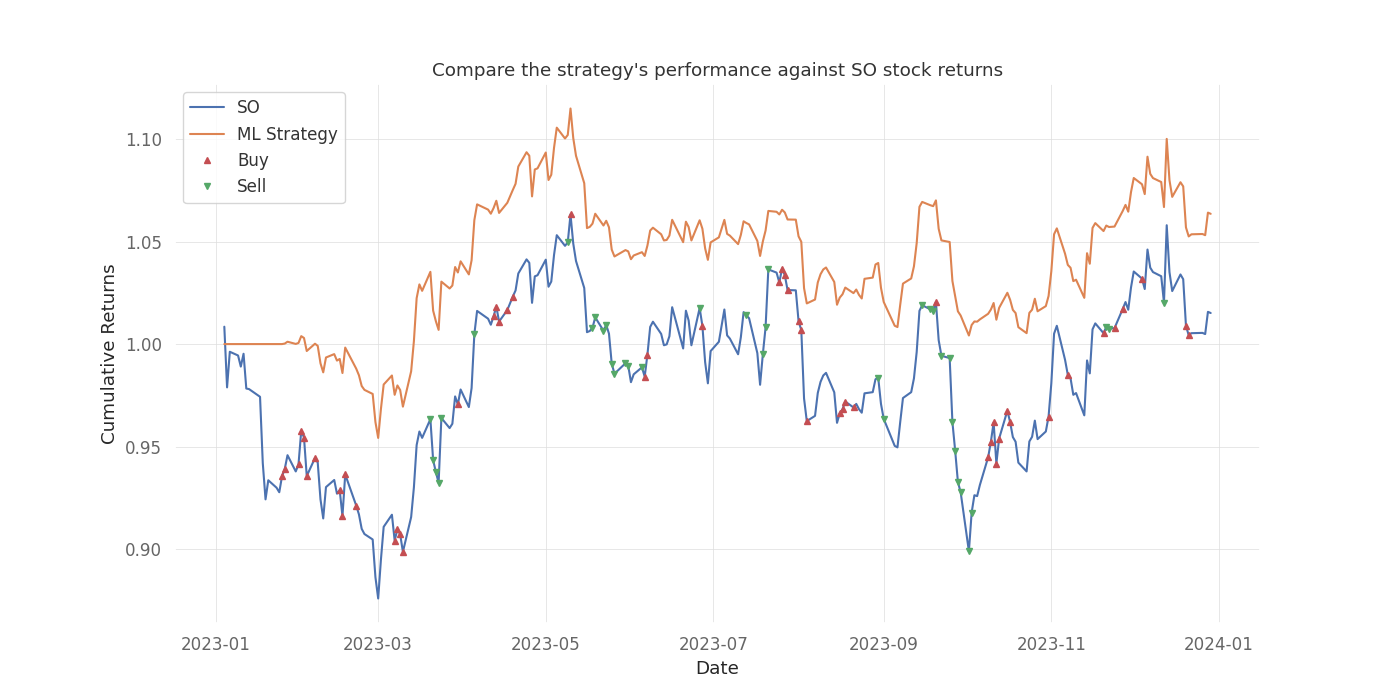 Compare the strategy's performance against SO stock returns
SO
ML Strategy
Buy
Sell
Cumulative Returns
1.10
1.05
1.00
0.95
0.90
2023-01 2023-03 2023-05 2023-07 2023-09 2023-11 2024-01
Date